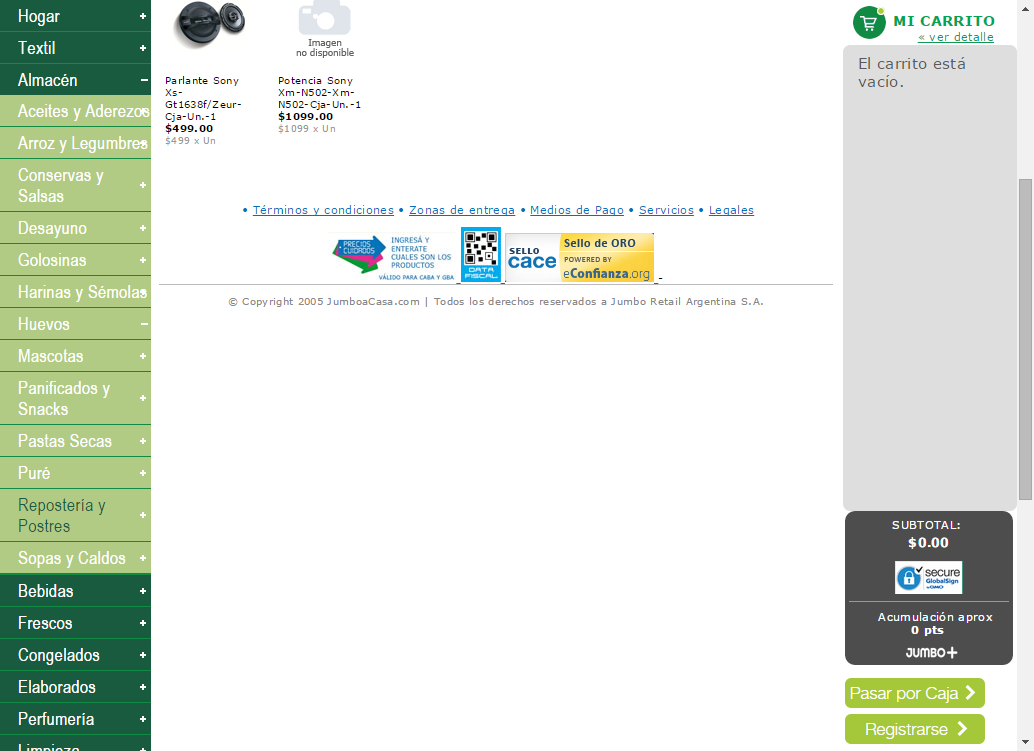 Hogar
Textil
Almacén
Aceites y Aderezos
Arroz y Legumbres
Conservas y
Salsas
Desayuno
Golosinas
Harinas y Sémolas
Huevos
Mascotas
Panificados y
Snacks
Pastas Secas
Puré
Repostería y
Postres
Sopas y Caldos
Bebidas
Frescos
Congelados
Elaborados
Perfumería
Limpieza
Parlante Sony
Xs-
Gt1638f/Zeur-
Cja-Un.-1
$499.00
$499 x Un
Imagen
no disponible
Potencia Sony
Xm-N502-Xm-
N502-Cja-Un.-1
$1099.00
$1099 x Un
• Términos y condiciones • Zonas de entrega • Medios de Pago • Servicios • Legales
PRECIOS
CUIDADOS
INGRESÁ Y
ENTERATE
CUALES SON LOS
PRODUCTOS
VÁLIDO PARA CABA Y GBA
DATA
FISCAL
SELLO
cace
Sello de ORO
POWERED BY
eConfianza.org
© Copyright 2005 JumboaCasa.com | Todos los derechos reservados a Jumbo Retail Argentina S.A.
MI CARRITO
« ver detalle
El carrito está
vacío.
SUBTOTAL:
$0.00
secure
GlobalSign
by GMO
Acumulación aprox
0 pts
JUMBO+
Pasar por Caja
Registrarse